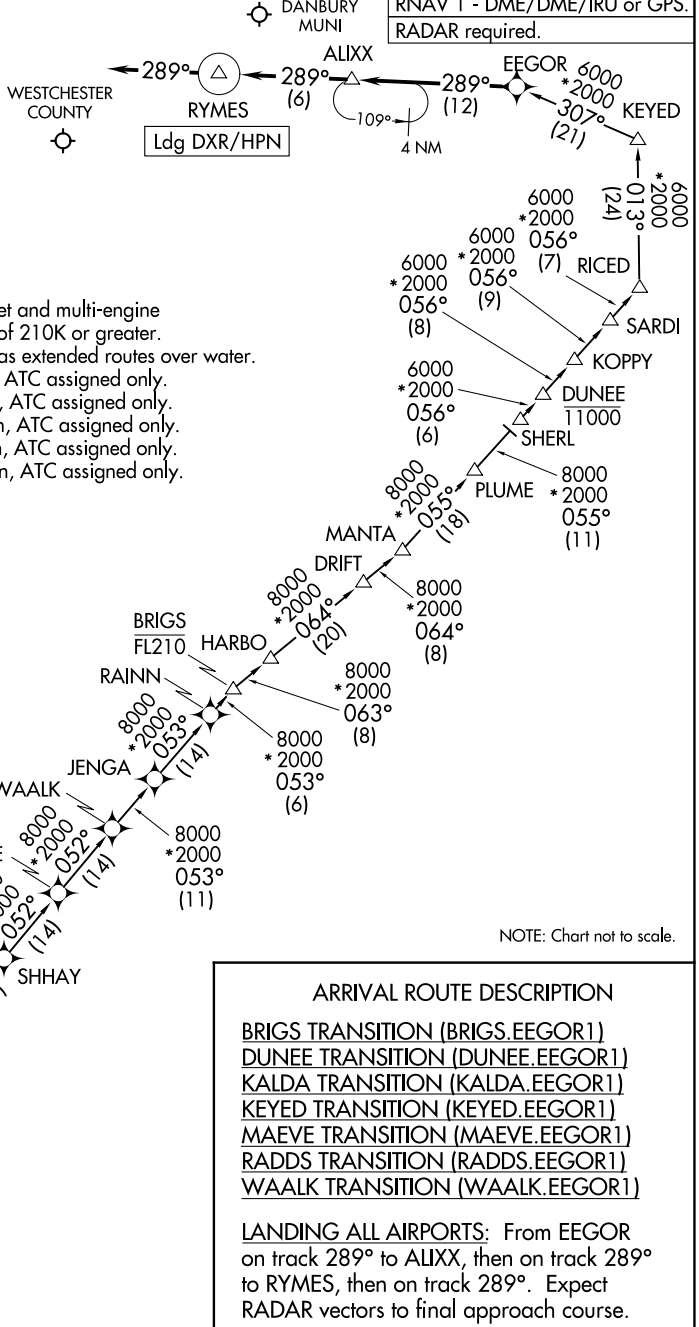 DANBURY
MUNI
RNAV 1 - DME/DME/IRU or GPS.
RADAR required.
WESTCHESTER
COUNTY
289°
RYMES
Ldg DXR/HPN
289°
(6)
ALIXX
109°
4 NM
289°
(12)
EEGOR
6000
*2000
307°
(21)
KEYED
6000
*2000
013°
(24)
6000
*2000
056°
(7)
RICED
6000
*2000
056°
(9)
SARDI
6000
*2000
056°
(8)
KOPPY
6000
*2000
056°
(6)
DUNEE
11000
SHERL
et and multi-engine
of 210K or greater.
as extended routes over water.
ATC assigned only.
, ATC assigned only.
n, ATC assigned only.
n, ATC assigned only.
n, ATC assigned only.
8000
*2000
055°
(11)
PLUME
8000
*2000
055°
(18)
MANTA
DRIFT
8000
*2000
064°
(8)
8000
*2000
064°
(20)
BRIGS
FL210
HARBO
8000
*2000
063°
(8)
RAINN
8000
*2000
053°
(6)
8000
*2000
053°
(14)
JENGA
8000
*2000
053°
(11)
WAALK
8000
*2000
052°
(14)
E
052°
(14)
SHHAY
NOTE: Chart not to scale.
ARRIVAL ROUTE DESCRIPTION
BRIGS TRANSITION (BRIGS.EEGOR1)
DUNEE TRANSITION (DUNEE.EEGOR1)
KALDA TRANSITION (KALDA.EEGOR1)
KEYED TRANSITION (KEYED.EEGOR1)
MAEVE TRANSITION (MAEVE.EEGOR1)
RADDS TRANSITION (RADDS.EEGOR1)
WAALK TRANSITION (WAALK.EEGOR1)
LANDING ALL AIRPORTS: From EEGOR
on track 289° to ALIXX, then on track 289°
to RYMES, then on track 289°. Expect
RADAR vectors to final approach course.